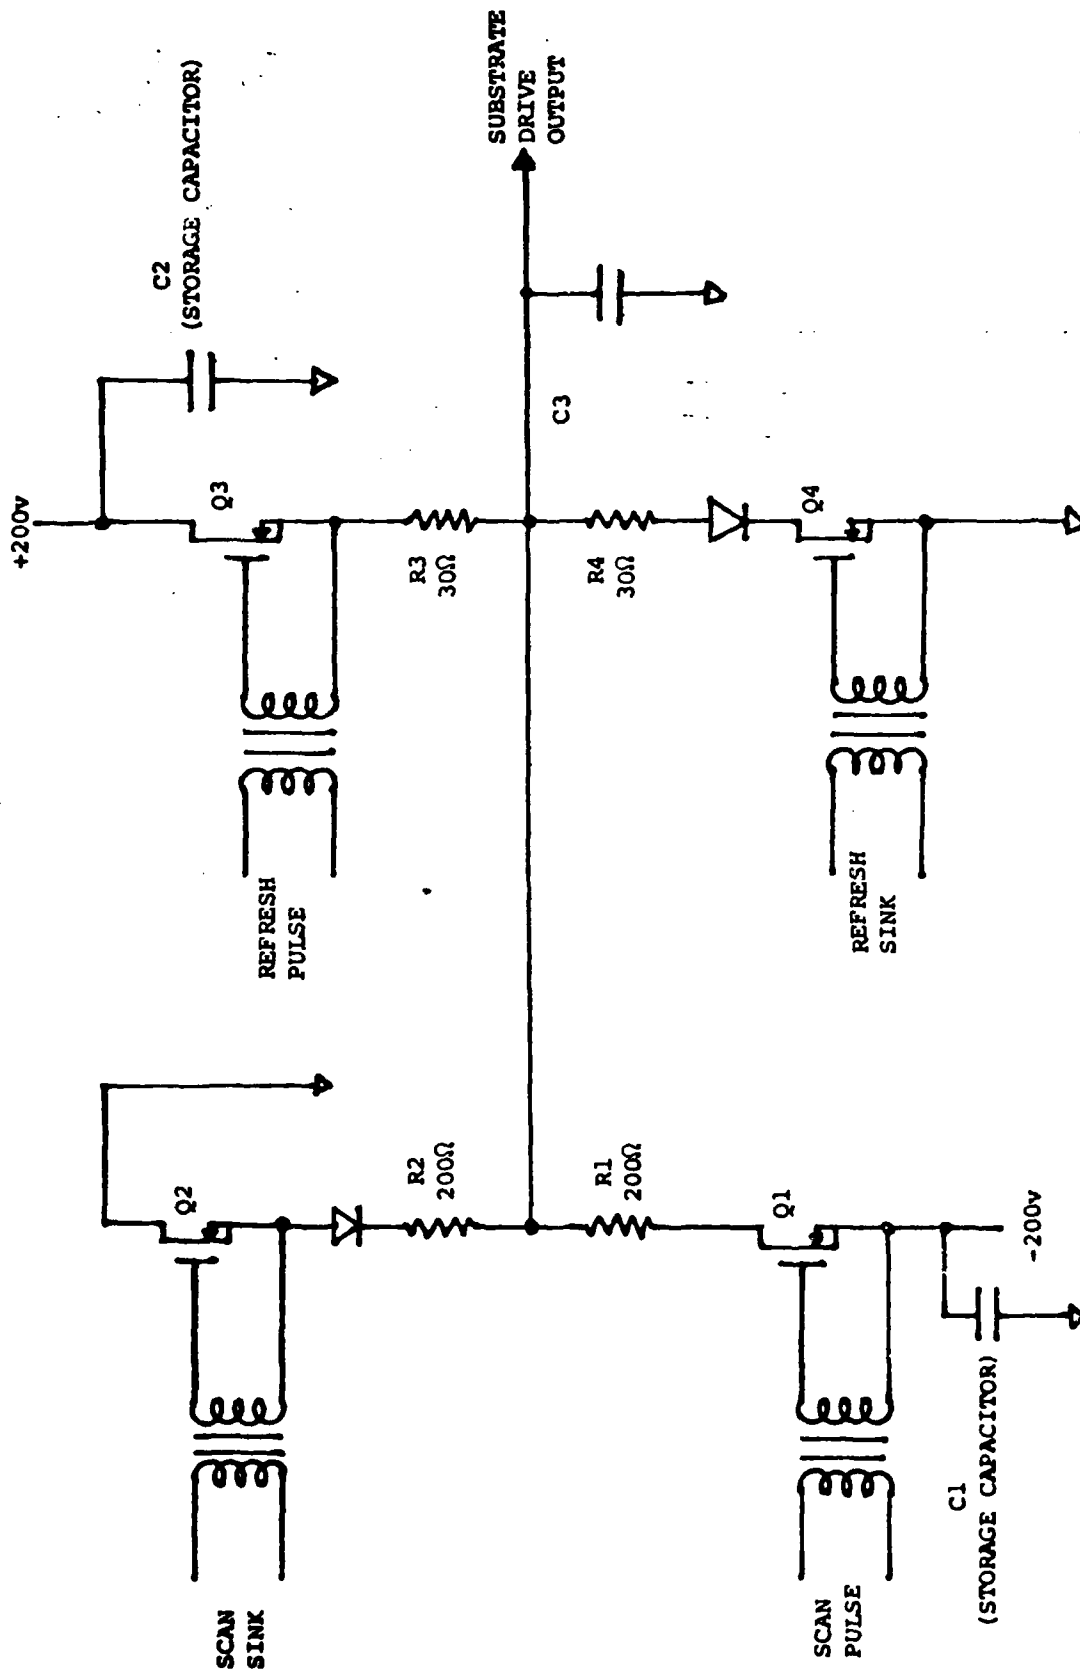 +200v
C2
(STORAGE CAPACITOR)
Q3
SUBSTRATE
DRIVE
OUTPUT
REFRESH
PULSE
R3
30Ω
C3
R4
30Ω
Q4
REFRESH
SINK
Q2
SCAN
SINK
R2
200Ω
R1
200Ω
Q1
SCAN
PULSE
-200v
C1
(STORAGE CAPACITOR)